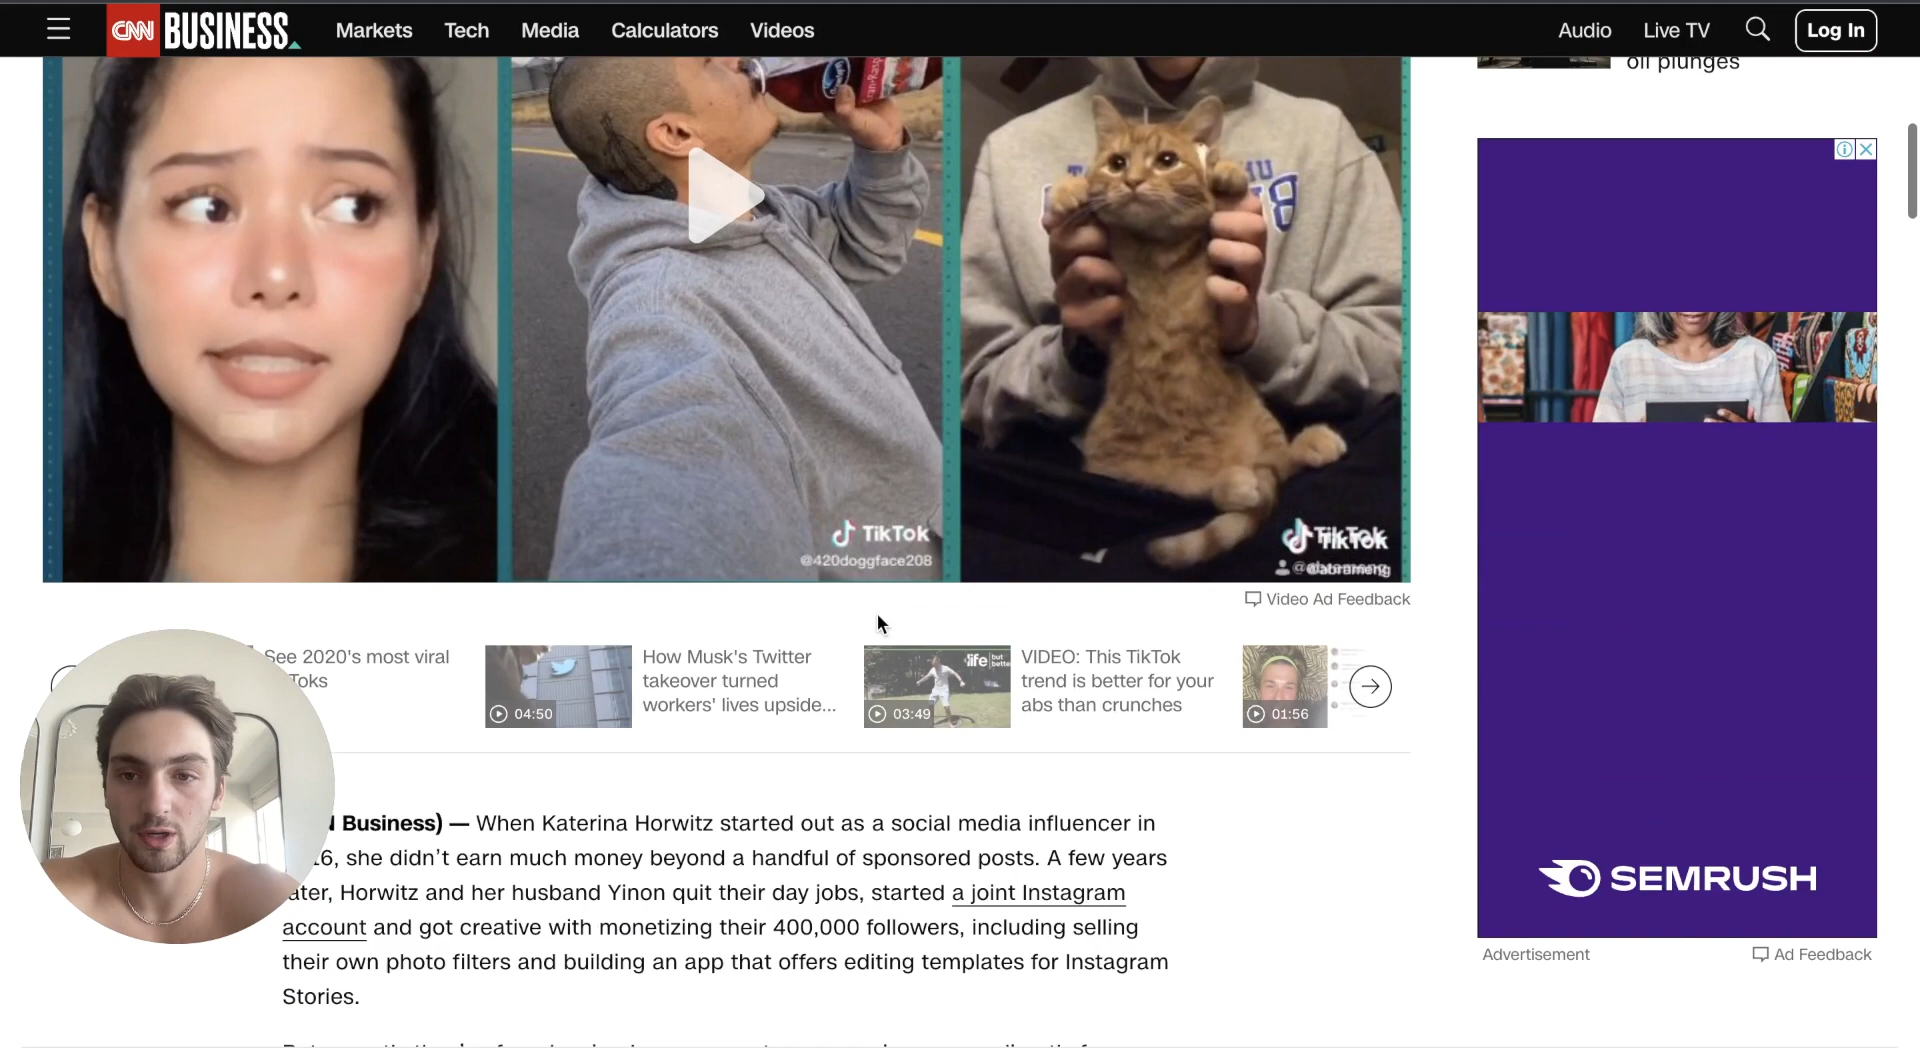 CNN BUSINESS
Markets
Tech
Media
Calculators
Videos
Audio
Live TV
Log In
oil plunges
TikTok
@420doggface208
TikTok
@abrameng
Video Ad Feedback
See 2020's most viral
Toks
04:50
How Musk's Twitter
takeover turned
workers' lives upside...
life but better
03:49
VIDEO: This TikTok
trend is better for your
abs than crunches
01:56
Business) — When Katerina Horwitz started out as a social media influencer in
16, she didn't earn much money beyond a handful of sponsored posts. A few years
ater, Horwitz and her husband Yinon quit their day jobs, started a joint Instagram
account and got creative with monetizing their 400,000 followers, including selling
their own photo filters and building an app that offers editing templates for Instagram
Stories.
SEMRUSH
Advertisement
Ad Feedback